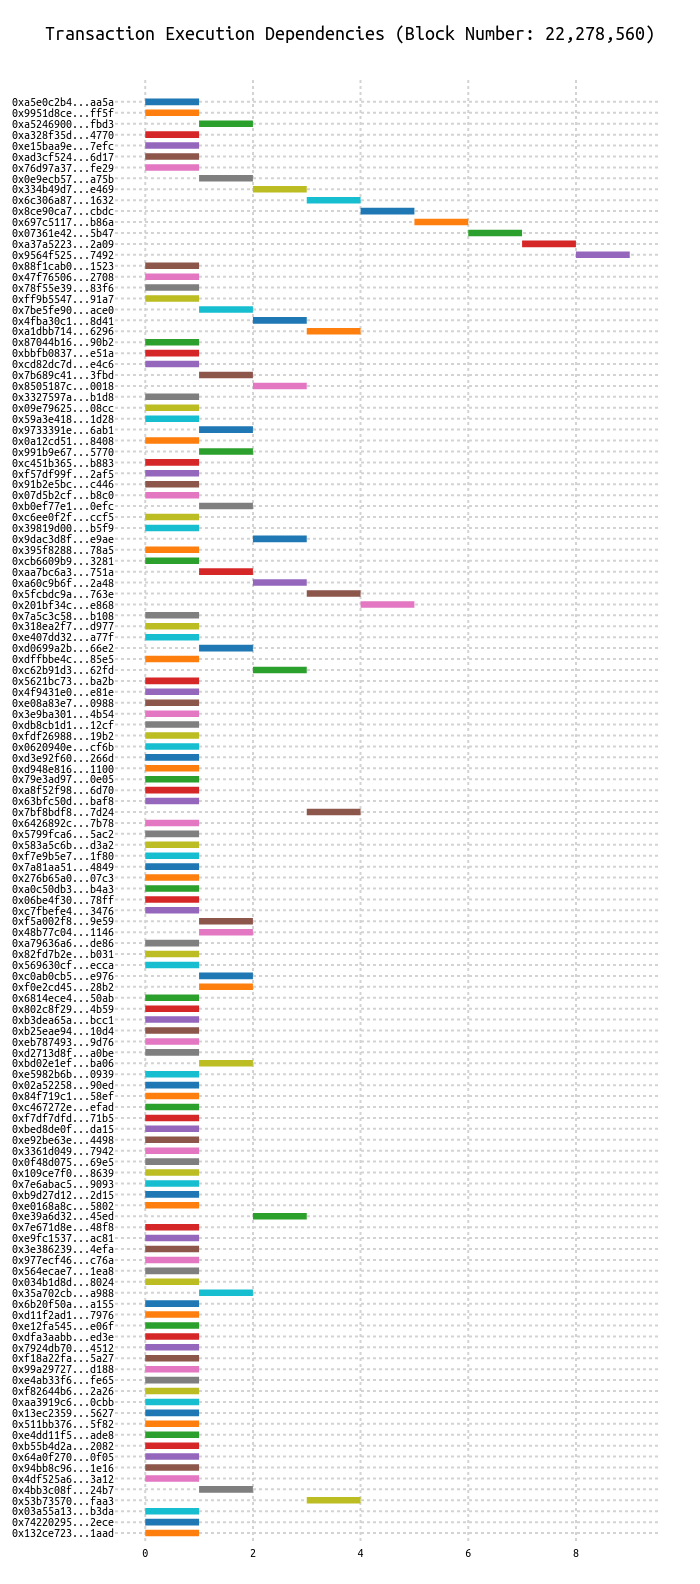 Transaction Execution Dependencies (Block Number: 22,278,560)
0xa5e0c2b4...aa5a
0x9951d8ce...ff5f
0xa5246900...fbd3
0xa328f35d...4770
0xe15baa9e...7efc
0xad3cf524...6d17
0x76d97a37...fe29
0x0e9ecb57...a75b
0x334b49d7...e469
0x6c306a87...1632
0x8ce90ca7...cbdc
0x697c5117...b86a
0x07361e42...5b47
0xa37a5223...2a09
0x9564f525...7492
0x88f1cab0...1523
0x47f76506...2708
0x78f55e39...83f6
0xff9b5547...91a7
0x7be5fe90...ace0
0x4fba30c1...8d41
0xa1dbb714...6296
0x87044b16...90b2
0xbbfb0837...e51a
0xcd82dc7d...e4c6
0x7b689c41...3fbd
0x8505187c...0018
0x3327597a...b1d8
0x09e79625...08cc
0x59a3e418...1d28
0x9733391e...6ab1
0x0a12cd51...8408
0x991b9e67...5770
0xc451b365...b883
0xf57df99f...2af5
0x91b2e5bc...c446
0x07d5b2cf...b8c0
0xb0ef77e1...0efc
0xc6ee0f2f...ccf5
0x39819d00...b5f9
0x9dac3d8f...e9ae
0x395f8288...78a5
0xcb6609b9...3281
0xaa7bc6a3...751a
0xa60c9b6f...2a48
0x5fcbdc9a...763e
0x201bf34c...e868
0x7a5c3c58...b108
0x318ea2f7...d977
0xe407dd32...a77f
0xd0699a2b...66e2
0xdffbbe4c...85e5
0xc62b91d3...62fd
0x5621bc73...ba2b
0x4f9431e0...e81e
0xe08a83e7...0988
0x3e9ba301...4b54
0xdb8cb1d1...12cf
0xfdf26988...19b2
0x0620940e...cf6b
0xd3e92f60...266d
0xd948e816...1100
0x79e3ad97...0e05
0xa8f52f98...6d70
0x63bfc50d...baf8
0x7bf8bdf8...7d24
0x6426892c...7b78
0x5799fca6...5ac2
0x583a5c6b...d3a2
0xf7e9b5e7...1f80
0x7a81aa51...4849
0x276b65a0...07c3
0xa0c50db3...b4a3
0x06be4f30...78ff
0xc7fbefe4...3476
0xf5a002f8...9e59
0x48b77c04...1146
0xa79636a6...de86
0x82fd7b2e...b031
0x569630cf...ecca
0xc0ab0cb5...e976
0xf0e2cd45...28b2
0x6814ece4...50ab
0x802c8f29...4b59
0xb3dea65a...bcc1
0xb25eae94...10d4
0xeb787493...9d76
0xd2713d8f...a0be
0xbd02e1ef...ba06
0xe5982b6b...0939
0x02a52258...90ed
0x84f719c1...58ef
0xc467272e...efad
0xf7df7dfd...71b5
0xbed8de0f...da15
0xe92be63e...4498
0x3361d049...7942
0x0f48d075...69e5
0x109ce7f0...8639
0x7e6abac5...9093
0xb9d27d12...2d15
0xe0168a8c...5802
0xe39a6d32...45ed
0x7e671d8e...48f8
0xe9fc1537...ac81
0x3e386239...4efa
0x977ecf46...c76a
0x564ecae7...1ea8
0x034b1d8d...8024
0x35a702cb...a988
0x6b20f50a...a155
0xd11f2ad1...7976
0xe12fa545...e06f
0xdfa3aabb...ed3e
0x7924db70...4512
0xf18a22fa...5a27
0x99a29727...d188
0xe4ab33f6...fe65
0xf82644b6...2a26
0xaa3919c6...0cbb
0x13ec2359...5627
0x511bb376...5f82
0xe4dd11f5...ade8
0xb55b4d2a...2082
0x64a0f270...0f05
0x94bb8c96...1e16
0x4df525a6...3a12
0x4bb3c08f...24b7
0x53b73570...faa3
0x03a55a13...b3da
0x74220295...2ece
0x132ce723...1aad
0 2 4 6 8